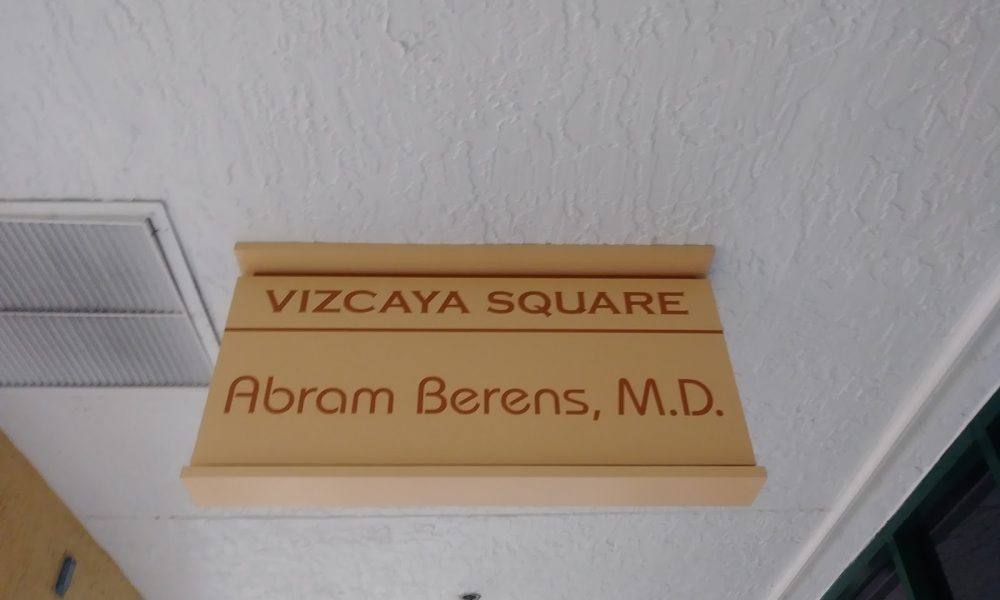 VIZCAYA SQUARE
Abram Berens, M.D.